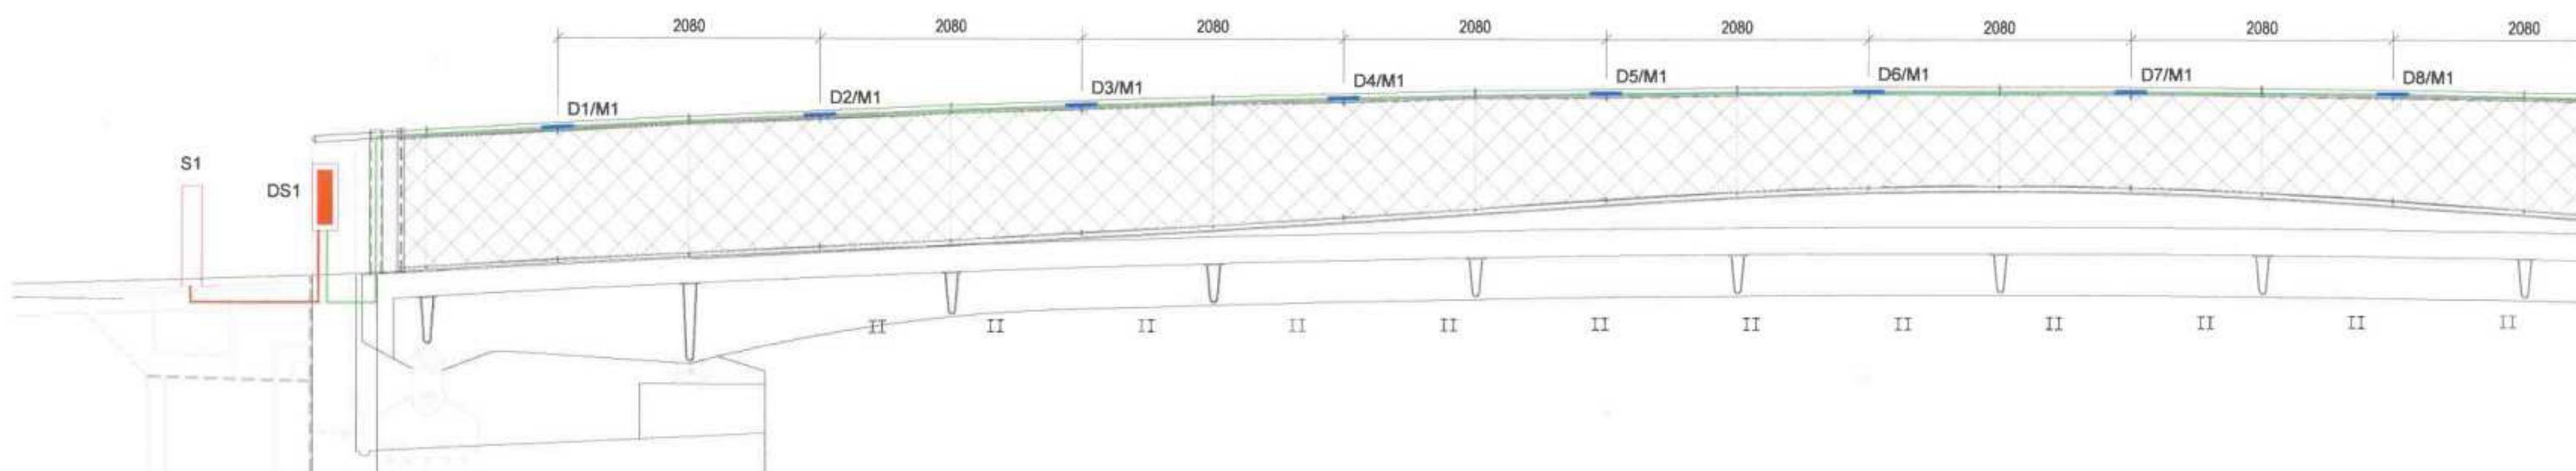 2080 2080 2080 2080 2080 2080 2080 2080
D1/M1 D2/M1 D3/M1 D4/M1 D5/M1 D6/M1 D7/M1 D8/M1
S1
DS1
II II II II II II II II II II II II